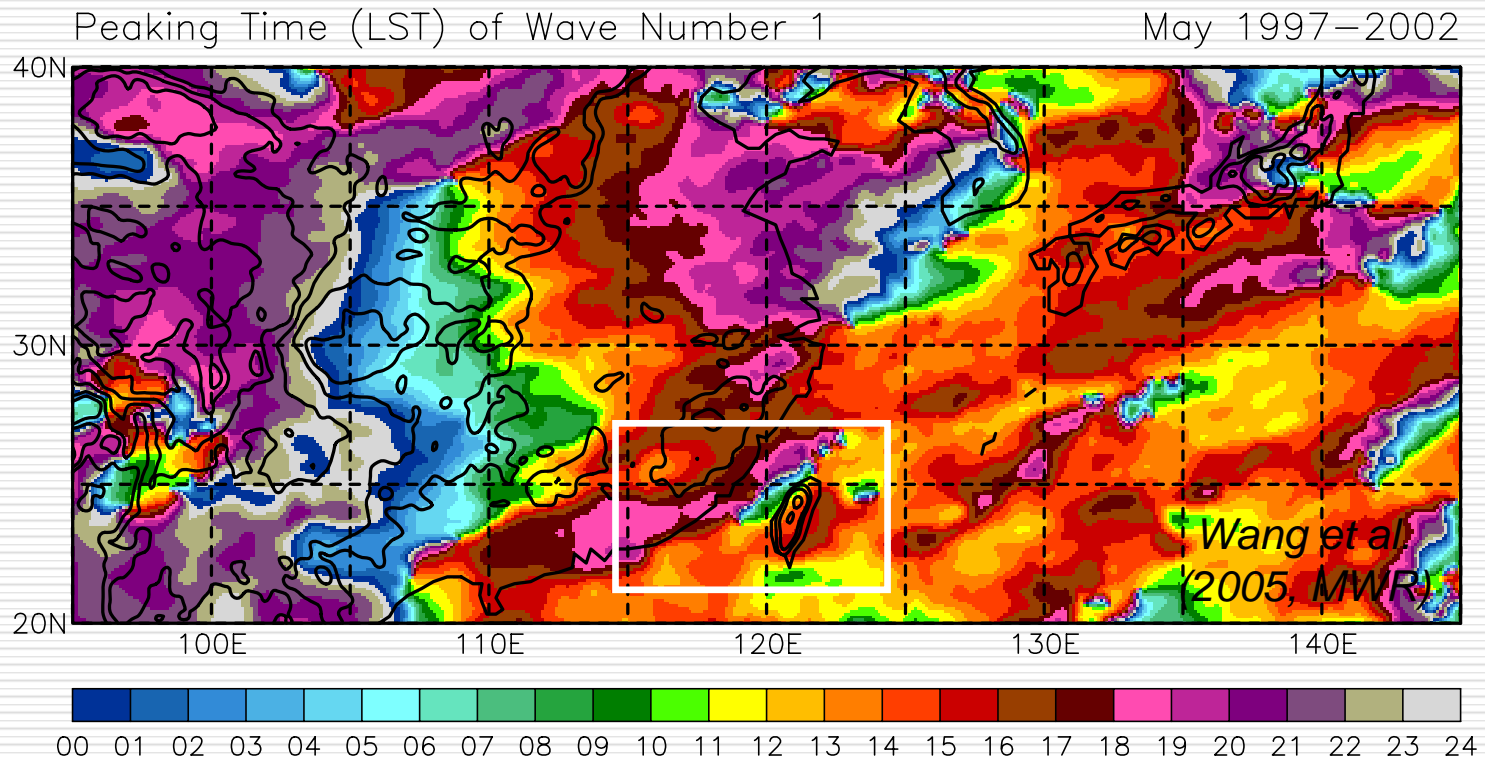 Peaking Time (LST) of Wave Number 1 May 1997−2002
40N
30N
20N
Wang et al.
(2005, MWR)
100E 110E 120E 130E 140E
00 01 02 03 04 05 06 07 08 09 10 11 12 13 14 15 16 17 18 19 20 21 22 23 24